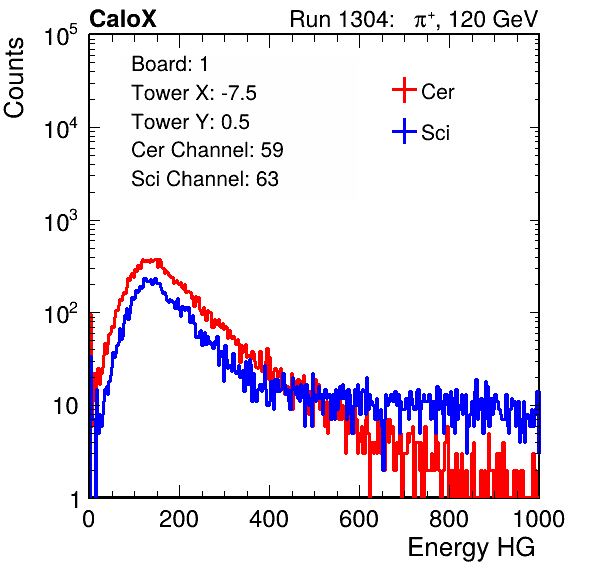 CaloX Run 1304: π⁺, 120 GeV
Counts
Board: 1
Tower X: -7.5
Tower Y: 0.5
Cer Channel: 59
Sci Channel: 63
Cer
Sci
10⁵
10⁴
10³
10²
10
1
0 200 400 600 800 1000
Energy HG